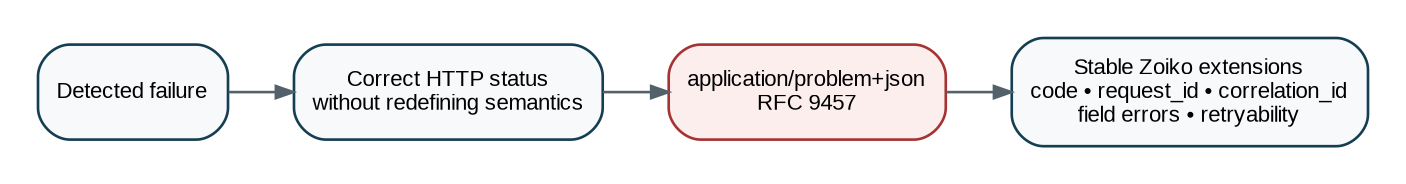 Detected failure
Correct HTTP status
without redefining semantics
application/problem+json
RFC 9457
Stable Zoiko extensions
code • request_id • correlation_id
field errors • retryability